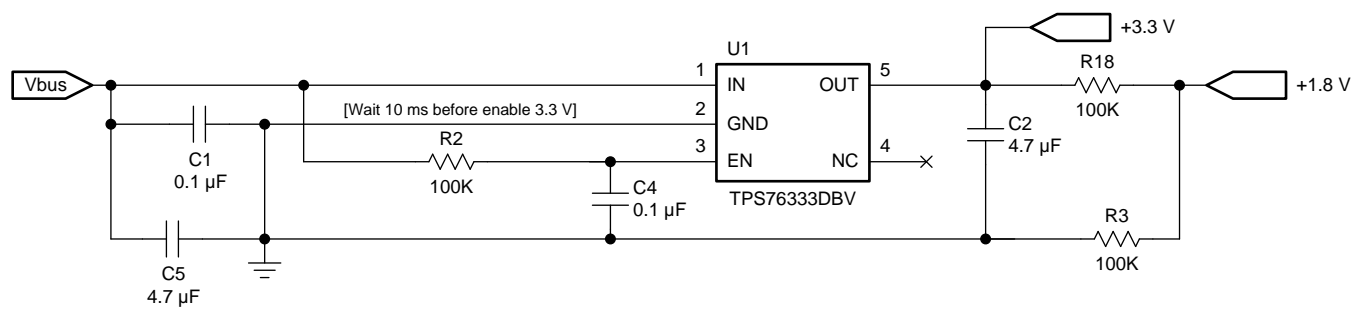 +3.3 V
U1
R18
Vbus
1
IN
OUT
5
+1.8 V
100K
[Wait 10 ms before enable 3.3 V]
2
GND
C2
4.7 µF
R2
3
EN
NC
4
C1
0.1 µF
100K
C4
0.1 µF
TPS76333DBV
R3
100K
C5
4.7 µF